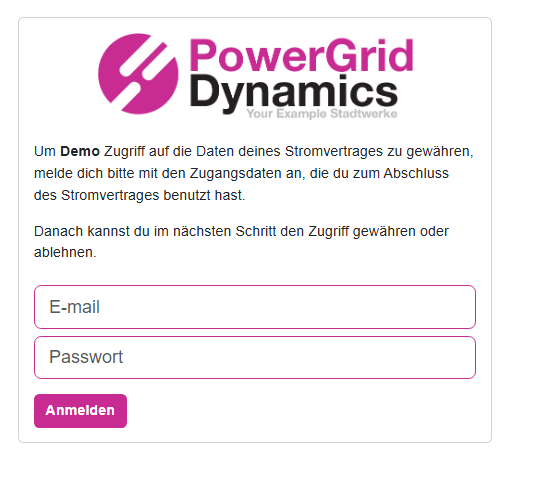 PowerGrid
Dynamics
Your Example Stadtwerke
Um Demo Zugriff auf die Daten deines Stromvertrages zu gewähren,
melde dich bitte mit den Zugangsdaten an, die du zum Abschluss
des Stromvertrages benutzt hast.
Danach kannst du im nächsten Schritt den Zugriff gewähren oder
ablehnen.
E-mail
Passwort
Anmelden